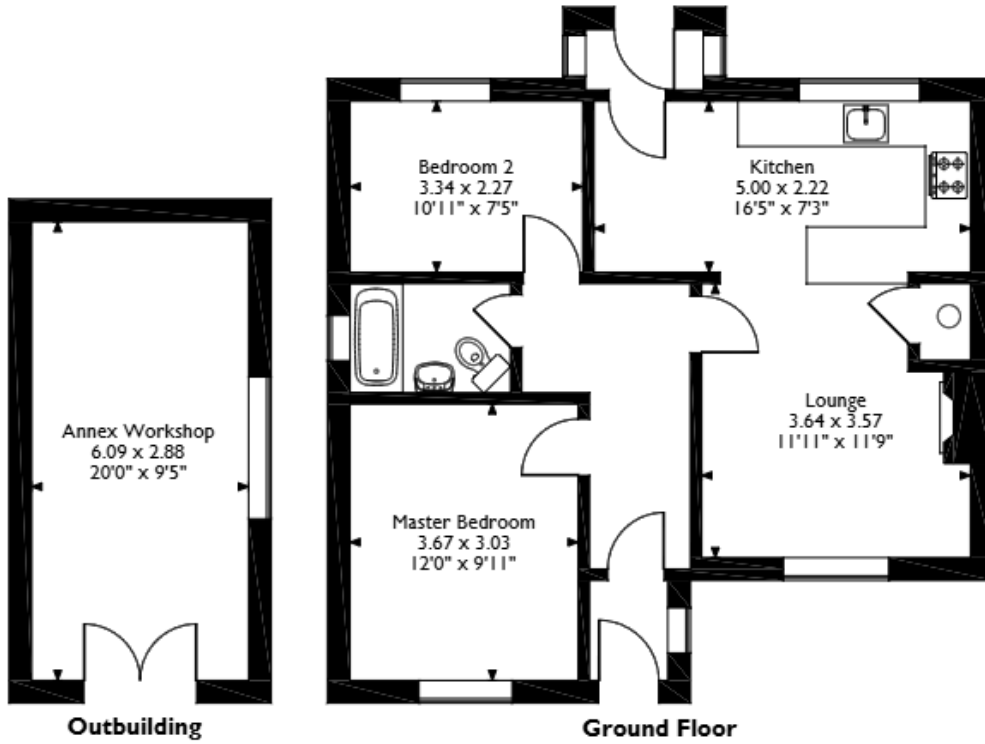 Bedroom 2
3.34 x 2.27
10'11" x 7'5"
Kitchen
5.00 x 2.22
16'5" x 7'3"
Annex Workshop
6.09 x 2.88
20'0" x 9'5"
Lounge
3.64 x 3.57
11'11" x 11'9"
Master Bedroom
3.67 x 3.03
12'0" x 9'11"
Outbuilding
Ground Floor